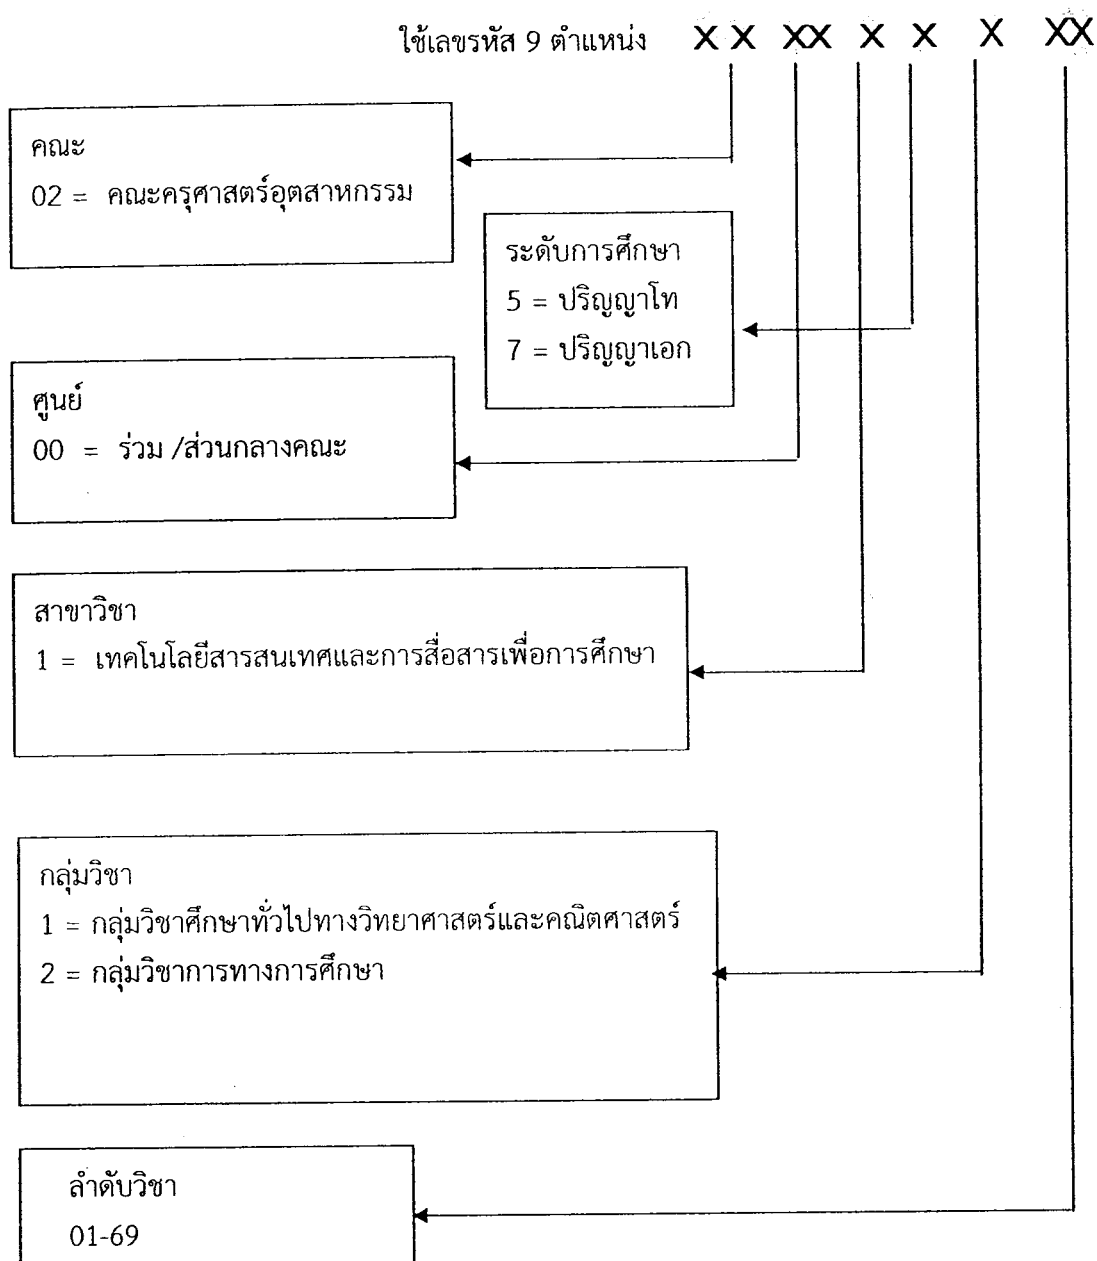 ใช้เลขรหัส 9 ตำแหน่ง X X XX X X X XX
คณะ
02 = คณะครุศาสตร์อุตสาหกรรม
ระดับการศึกษา
5 = ปริญญาโท
7 = ปริญญาเอก
ศูนย์
00 = ร่วม /ส่วนกลางคณะ
สาขาวิชา
1 = เทคโนโลยีสารสนเทศและการสื่อสารเพื่อการศึกษา
กลุ่มวิชา
1 = กลุ่มวิชาศึกษาทั่วไปทางวิทยาศาสตร์และคณิตศาสตร์
2 = กลุ่มวิชาการทางการศึกษา
ลำดับวิชา
01-69